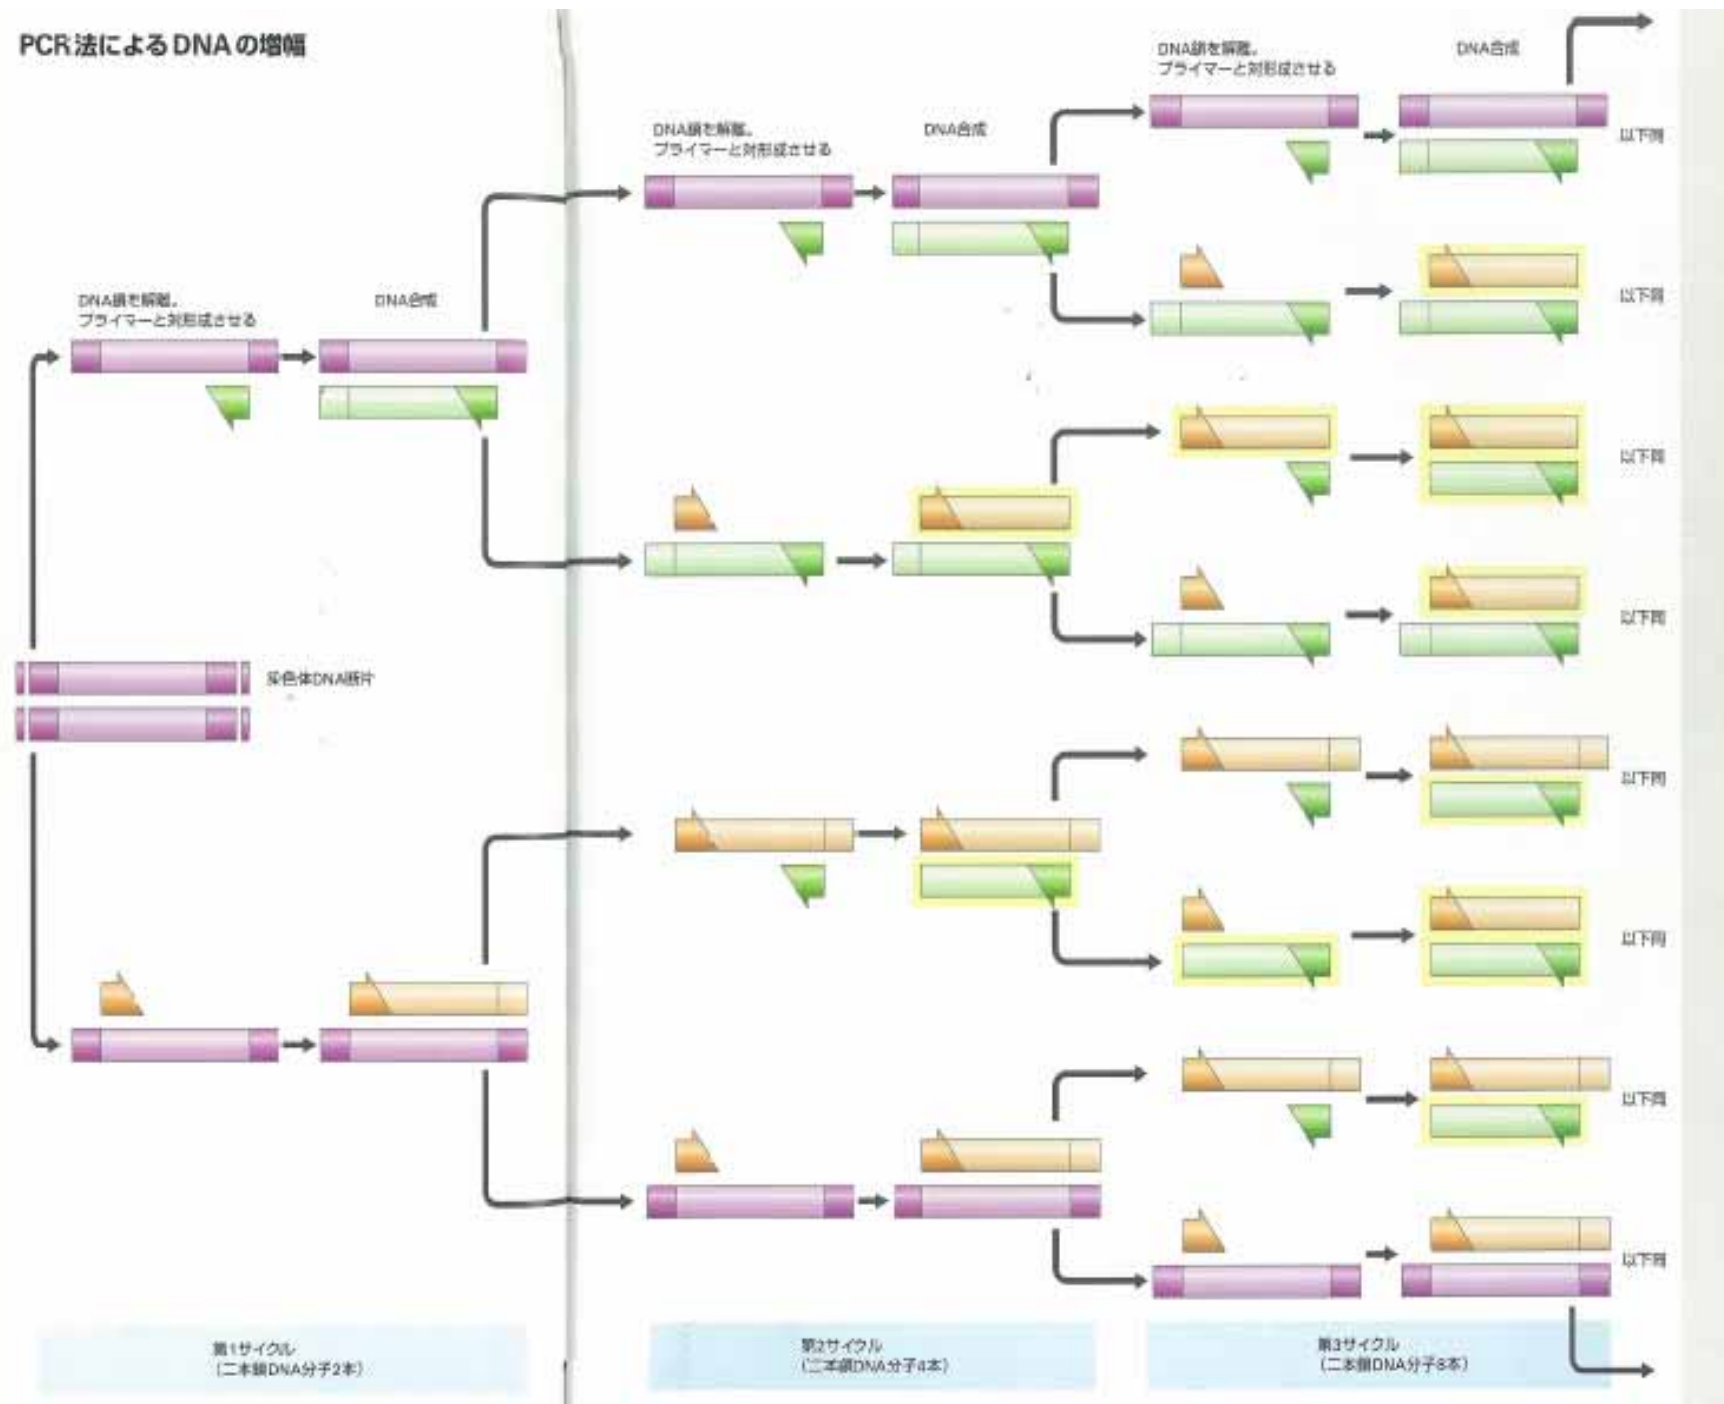 PCR法によるDNAの増幅
DNA鎖を解離。
プライマーと対形成させる
DNA合成
DNA鎖を解離。
プライマーと対形成させる
DNA合成
DNA鎖を解離。
プライマーと対形成させる
DNA合成
染色体DNA断片
以下同
以下同
以下同
以下同
以下同
以下同
以下同
以下同
第1サイクル
(二本鎖DNA分子2本)
第2サイクル
(二本鎖DNA分子4本)
第3サイクル
(二本鎖DNA分子8本)